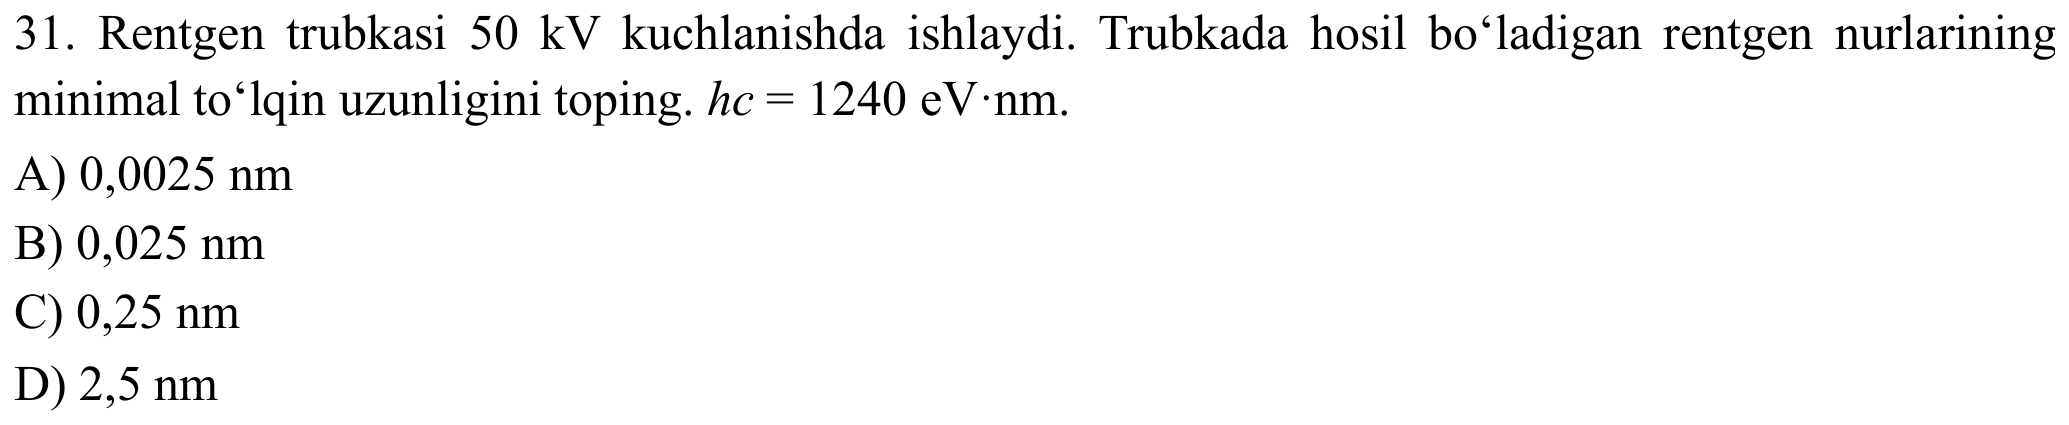 31. Rentgen trubkasi 50 kV kuchlanishda ishlaydi. Trubkada hosil bo‘ladigan rentgen nurlarining
minimal to‘lqin uzunligini toping. hc = 1240 eV·nm.
A) 0,0025 nm
B) 0,025 nm
C) 0,25 nm
D) 2,5 nm